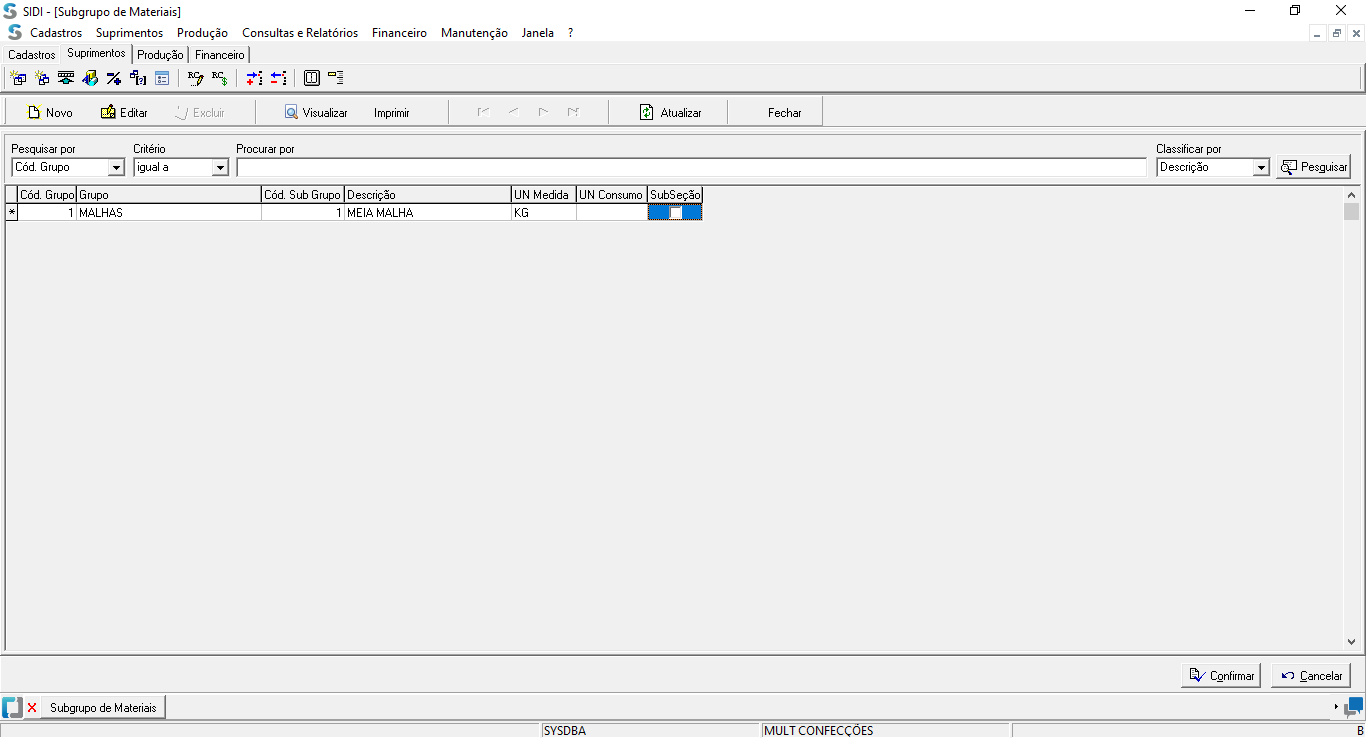 SIDI - [Subgrupo de Materiais]
Cadastros Suprimentos Produção Consultas e Relatórios Financeiro Manutenção Janela ?
Cadastros Suprimentos Produção Financeiro
Novo Editar Excluir Visualizar Imprimir Atualizar Fechar
Pesquisar por Critério Procurar por Classificar por
Cód. Grupo igual a Descrição Pesquisar
Cód. Grupo Grupo Cód. Sub Grupo Descrição UN Medida UN Consumo SubSeção
* 1 MALHAS 1 MEIA MALHA KG
Confirmar Cancelar
Subgrupo de Materiais
SYSDBA MULT CONFECÇÕES B